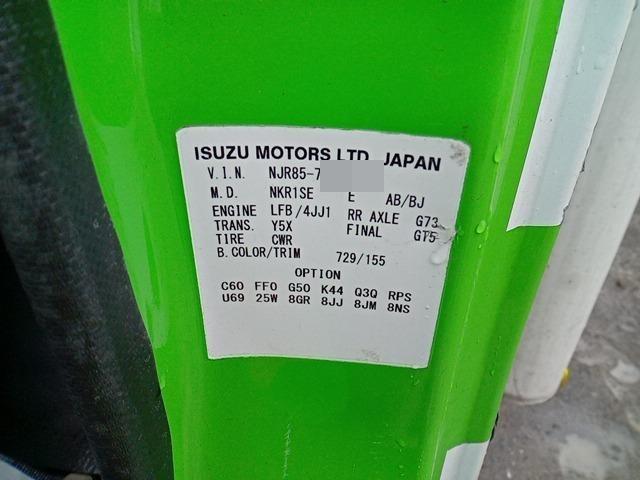 ISUZU MOTORS LTD. JAPAN
V.I.N. NJR85-7
M.D. NKR1SE E AB/BJ
ENGINE LFB/4JJ1 RR AXLE G73
TRANS. Y5X FINAL GT5
TIRE CWR
B.COLOR/TRIM 729/155
OPTION
C60 FF0 G50 K44 Q3Q RPS
U69 25W 8GR 8JJ 8JM 8NS